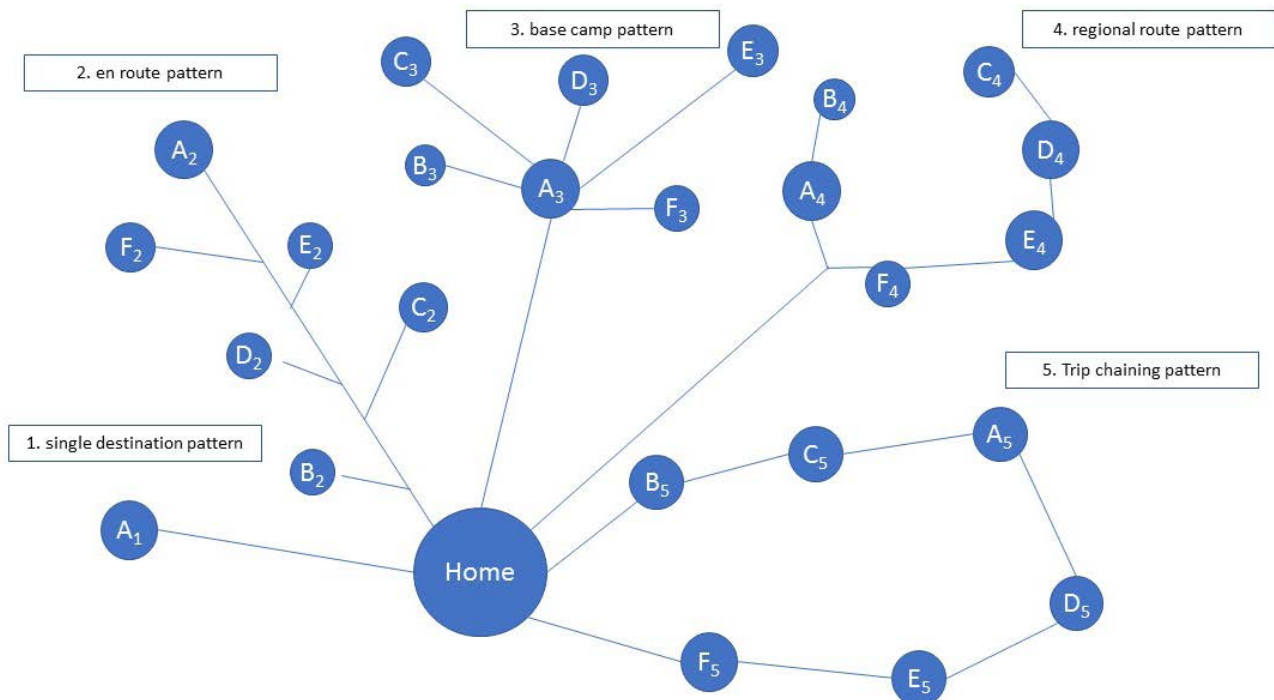 3. base camp pattern
4. regional route pattern
2. en route pattern
C3
D3
E3
B3
A3
F3
A2
F2
E2
C2
D2
B2
B4
A4
C4
D4
E4
F4
1. single destination pattern
A1
Home
5. Trip chaining pattern
B5
C5
A5
D5
E5
F5